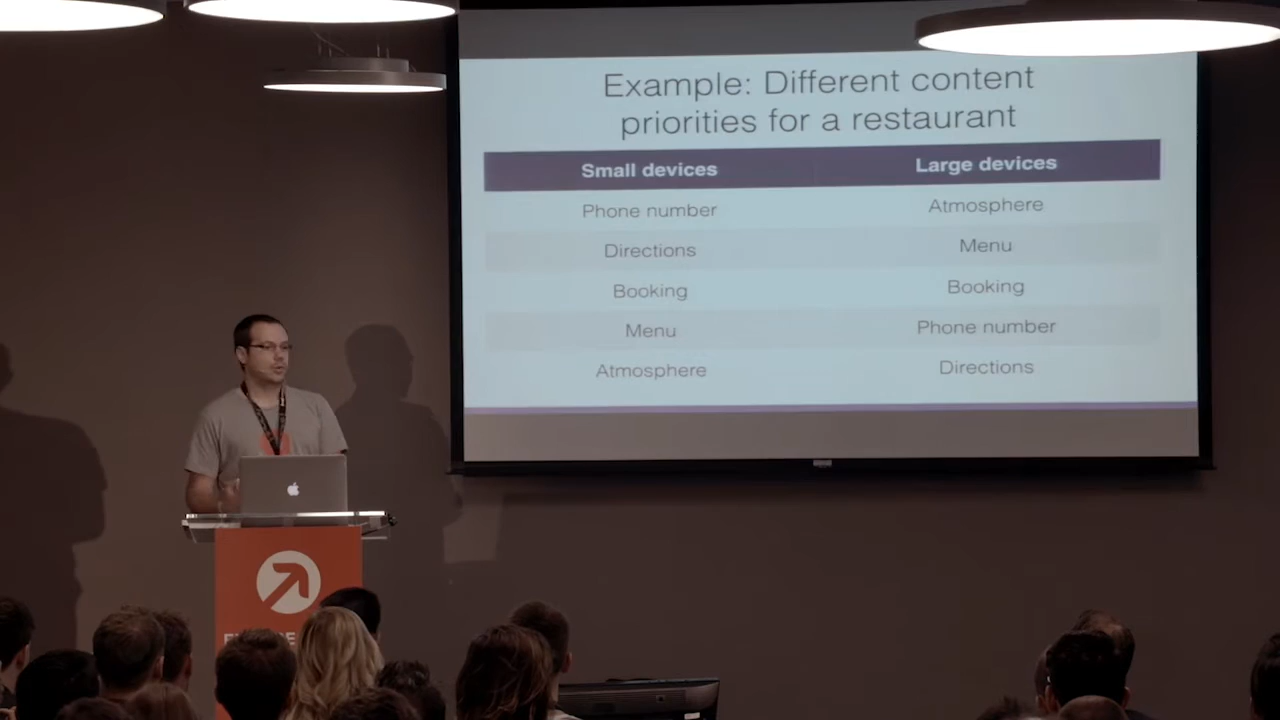 Example: Different content
priorities for a restaurant
Small devices Large devices
Phone number Atmosphere
Directions Menu
Booking Booking
Menu Phone number
Atmosphere Directions